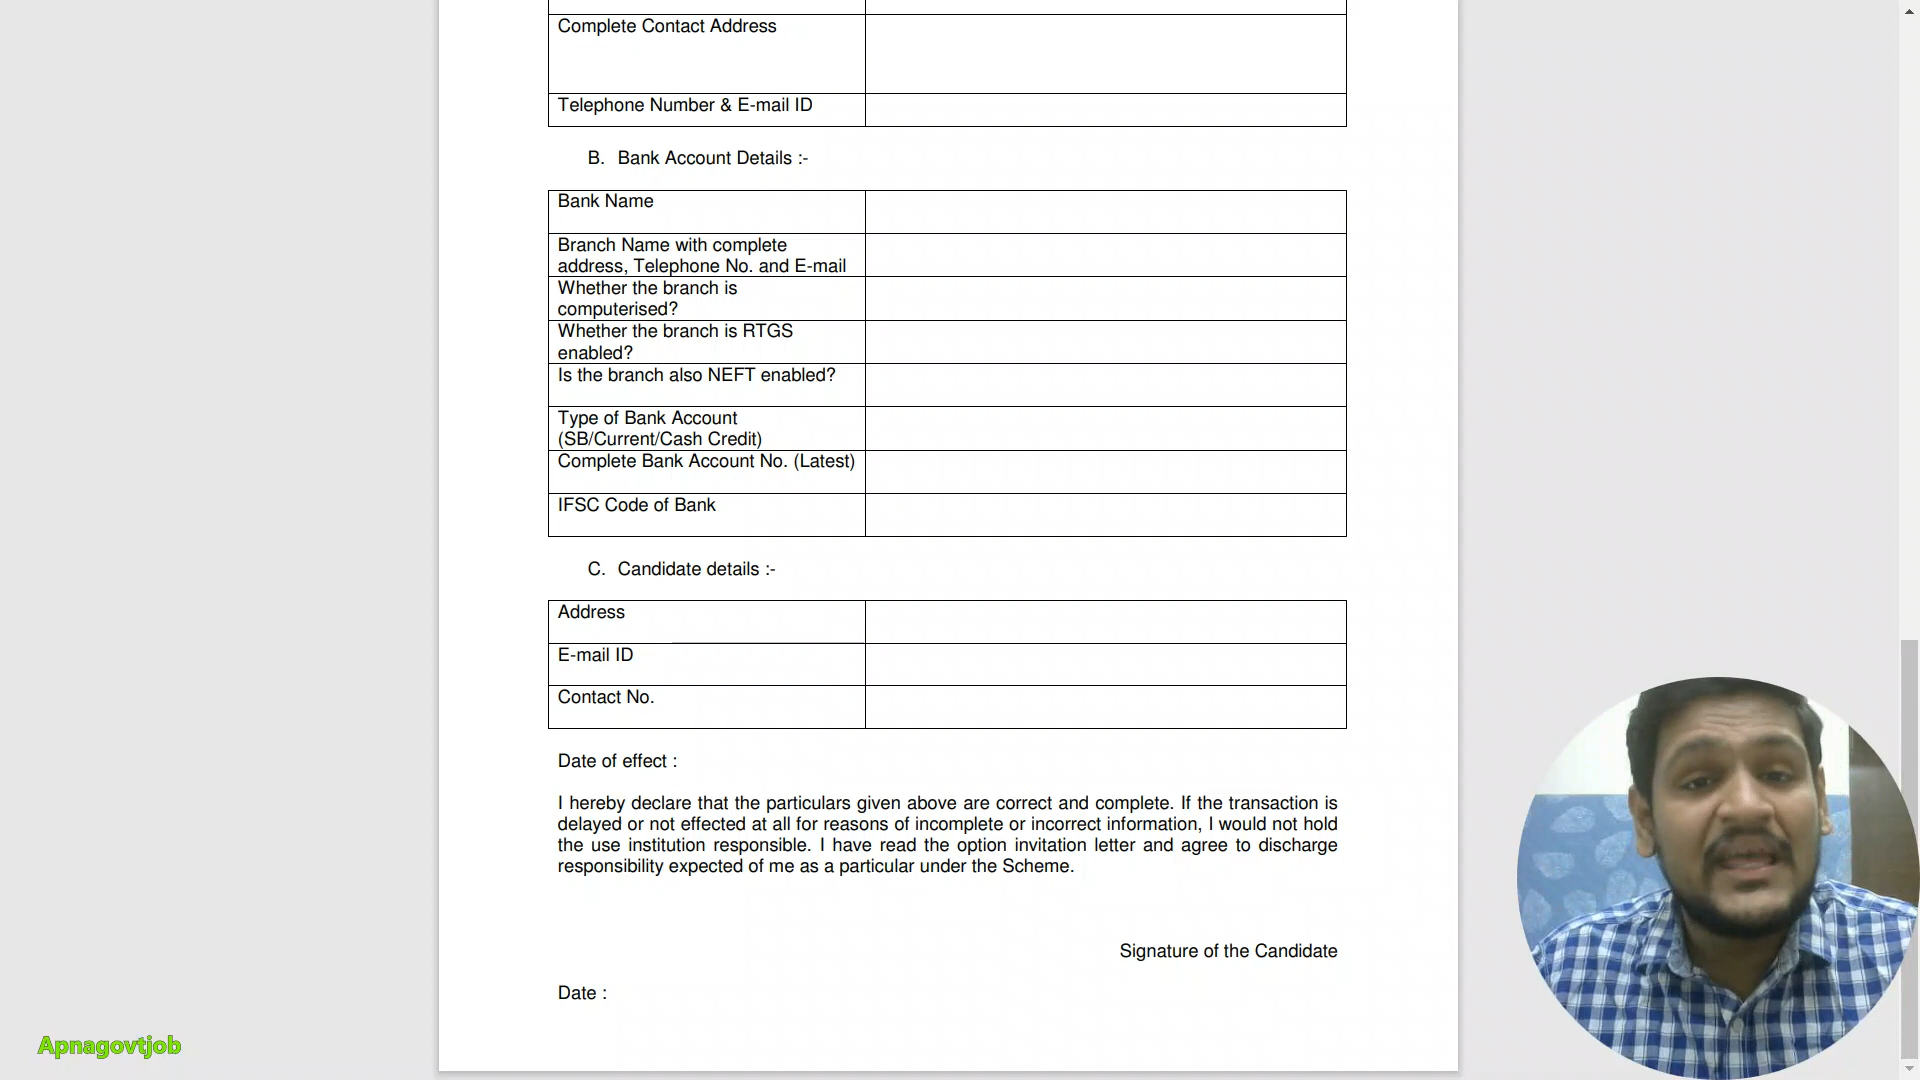 Complete Contact Address
Telephone Number & E-mail ID
B. Bank Account Details :-
Bank Name
Branch Name with complete
address, Telephone No. and E-mail
Whether the branch is
computerised?
Whether the branch is RTGS
enabled?
Is the branch also NEFT enabled?
Type of Bank Account
(SB/Current/Cash Credit)
Complete Bank Account No. (Latest)
IFSC Code of Bank
C. Candidate details :-
Address
E-mail ID
Contact No.
Date of effect :
I hereby declare that the particulars given above are correct and complete. If the transaction is
delayed or not effected at all for reasons of incomplete or incorrect information, I would not hold
the use institution responsible. I have read the option invitation letter and agree to discharge
responsibility expected of me as a particular under the Scheme.
Signature of the Candidate
Date :
Apnagovtjob